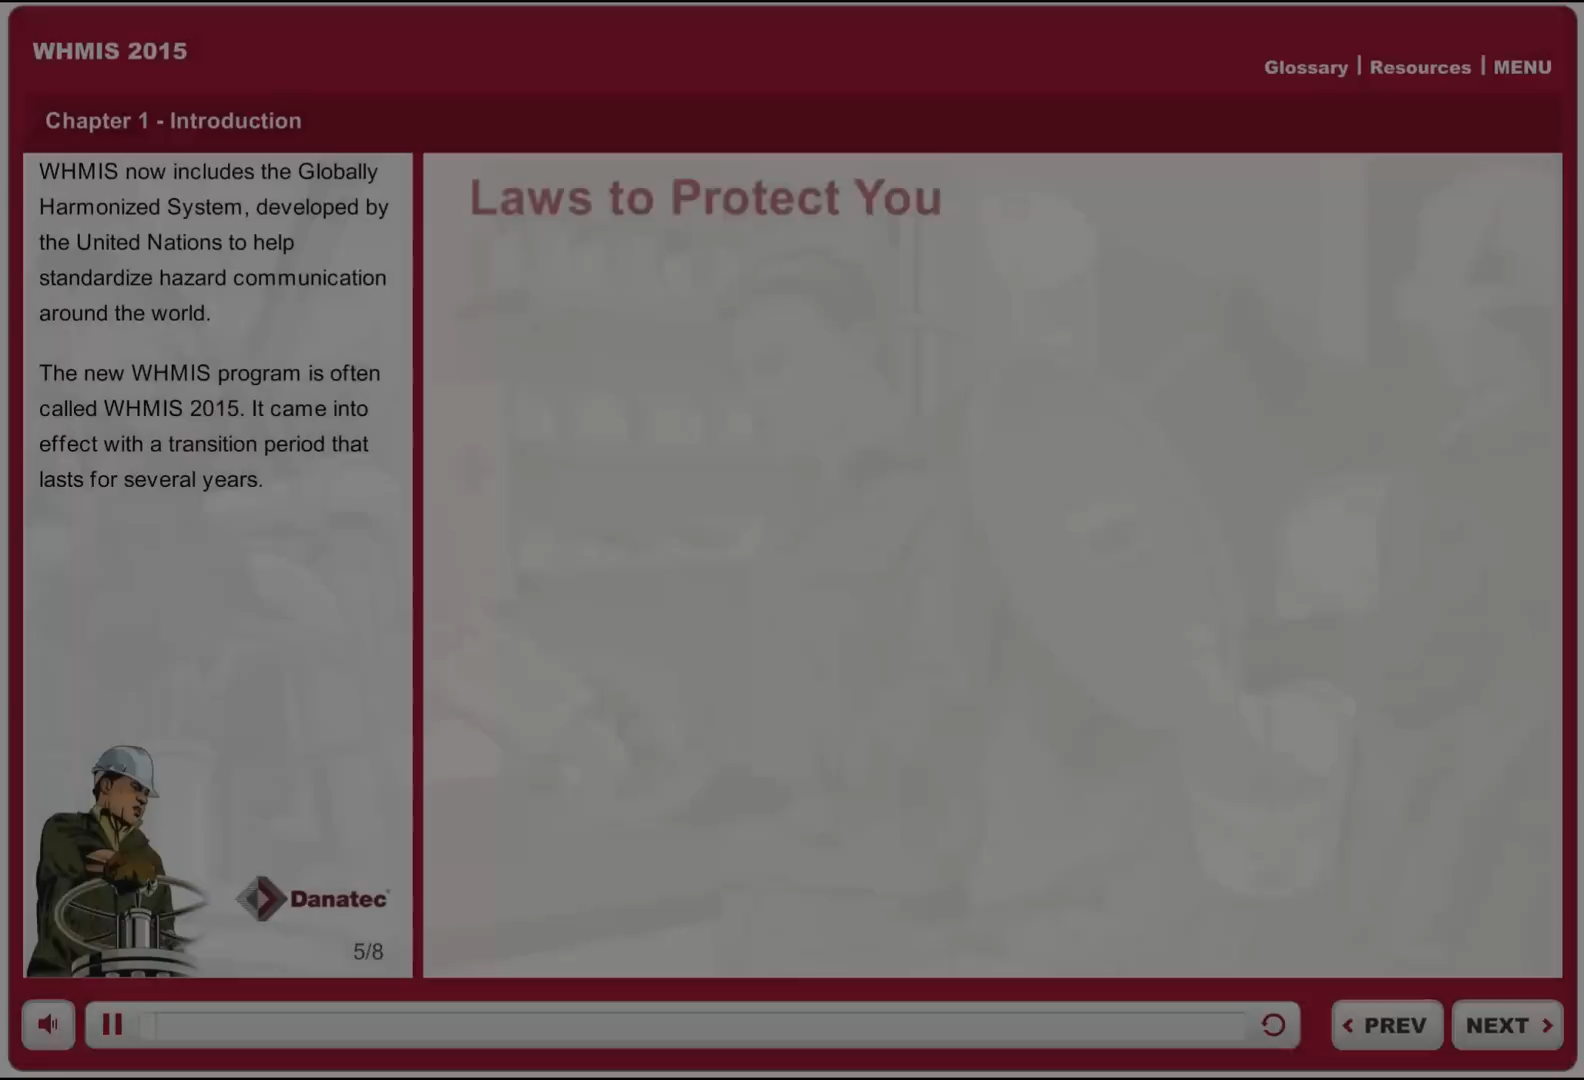 WHMIS 2015
Glossary | Resources | MENU
Chapter 1 - Introduction
WHMIS now includes the Globally
Harmonized System, developed by
the United Nations to help
standardize hazard communication
around the world.
The new WHMIS program is often
called WHMIS 2015. It came into
effect with a transition period that
lasts for several years.
Danatec
5/8
Laws to Protect You
PREV
NEXT